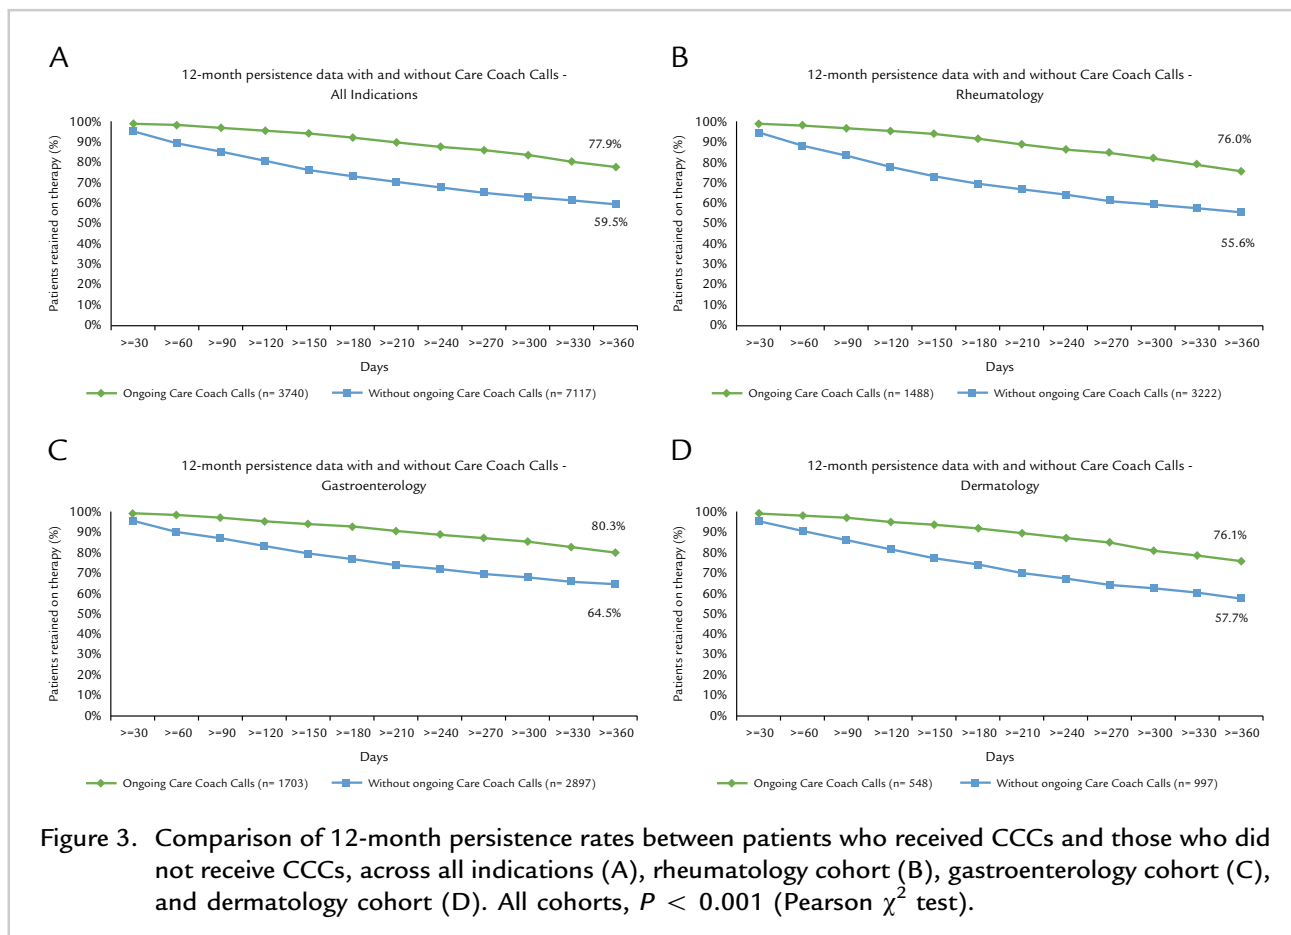 A
12-month persistence data with and without Care Coach Calls -
All Indications
Patients retained on therapy (%)
100%
90%
80%
70%
60%
50%
40%
30%
20%
10%
0%
77.9%
59.5%
>=30 >=60 >=90 >=120 >=150 >=180 >=210 >=240 >=270 >=300 >=330 >=360
Days
Ongoing Care Coach Calls (n= 3740) Without ongoing Care Coach Calls (n= 7117)
B
12-month persistence data with and without Care Coach Calls -
Rheumatology
Patients retained on therapy (%)
100%
90%
80%
70%
60%
50%
40%
30%
20%
10%
0%
76.0%
55.6%
>=30 >=60 >=90 >=120 >=150 >=180 >=210 >=240 >=270 >=300 >=330 >=360
Days
Ongoing Care Coach Calls (n= 1488) Without ongoing Care Coach Calls (n= 3222)
C
12-month persistence data with and without Care Coach Calls -
Gastroenterology
Patients retained on therapy (%)
100%
90%
80%
70%
60%
50%
40%
30%
20%
10%
0%
80.3%
64.5%
>=30 >=60 >=90 >=120 >=150 >=180 >=210 >=240 >=270 >=300 >=330 >=360
Days
Ongoing Care Coach Calls (n= 1703) Without ongoing Care Coach Calls (n= 2897)
D
12-month persistence data with and without Care Coach Calls -
Dermatology
Patients retained on therapy (%)
100%
90%
80%
70%
60%
50%
40%
30%
20%
10%
0%
76.1%
57.7%
>=30 >=60 >=90 >=120 >=150 >=180 >=210 >=240 >=270 >=300 >=330 >=360
Days
Ongoing Care Coach Calls (n= 548) Without ongoing Care Coach Calls (n= 997)
Figure 3. Comparison of 12-month persistence rates between patients who received CCCs and those who did
not receive CCCs, across all indications (A), rheumatology cohort (B), gastroenterology cohort (C),
and dermatology cohort (D). All cohorts, P < 0.001 (Pearson χ² test).